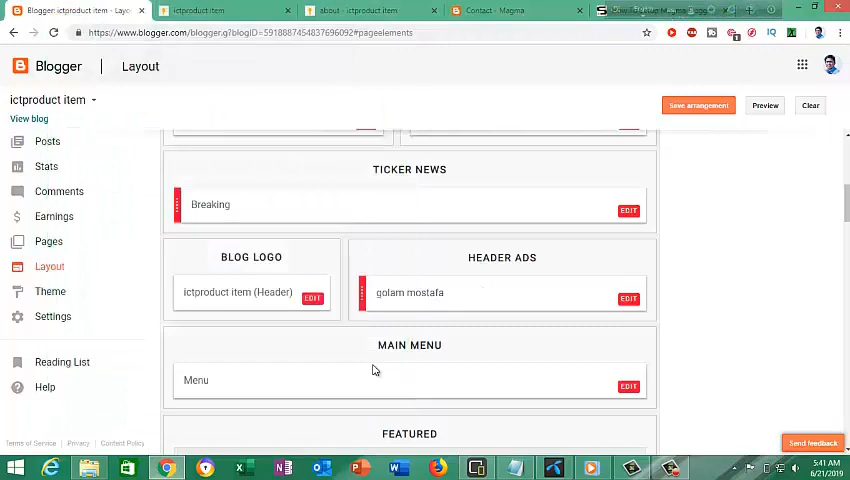 Blogger: ictproduct item - Layo
ictproduct item
about - ictproduct item
Contact - Magma
https://www.blogger.com/blogger.g?blogID=5918887454837696092#pageelements
Blogger
Layout
ictproduct item
Save arrangement
Preview
Clear
View blog
Posts
Stats
Comments
Earnings
Pages
Layout
Theme
Settings
Reading List
Help
Terms of Service | Privacy | Content Policy
TICKER NEWS
Breaking
EDIT
BLOG LOGO
ictproduct item (Header)
EDIT
HEADER ADS
golam mostafa
EDIT
MAIN MENU
Menu
EDIT
FEATURED
Send feedback
5:41 AM
6/21/2019